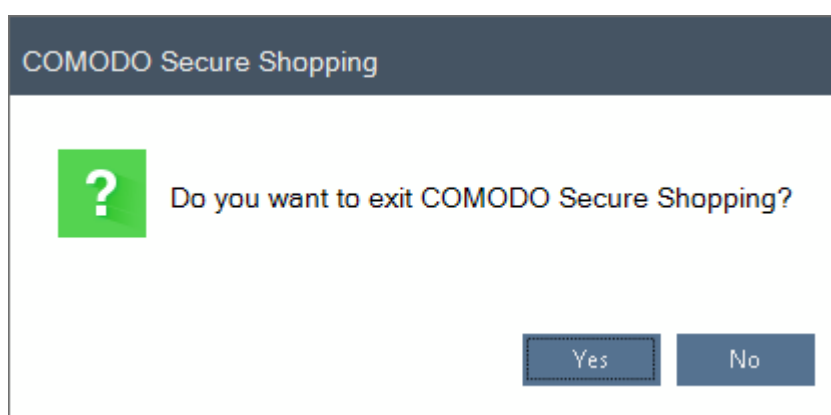 COMODO Secure Shopping
?
Do you want to exit COMODO Secure Shopping?
Yes No